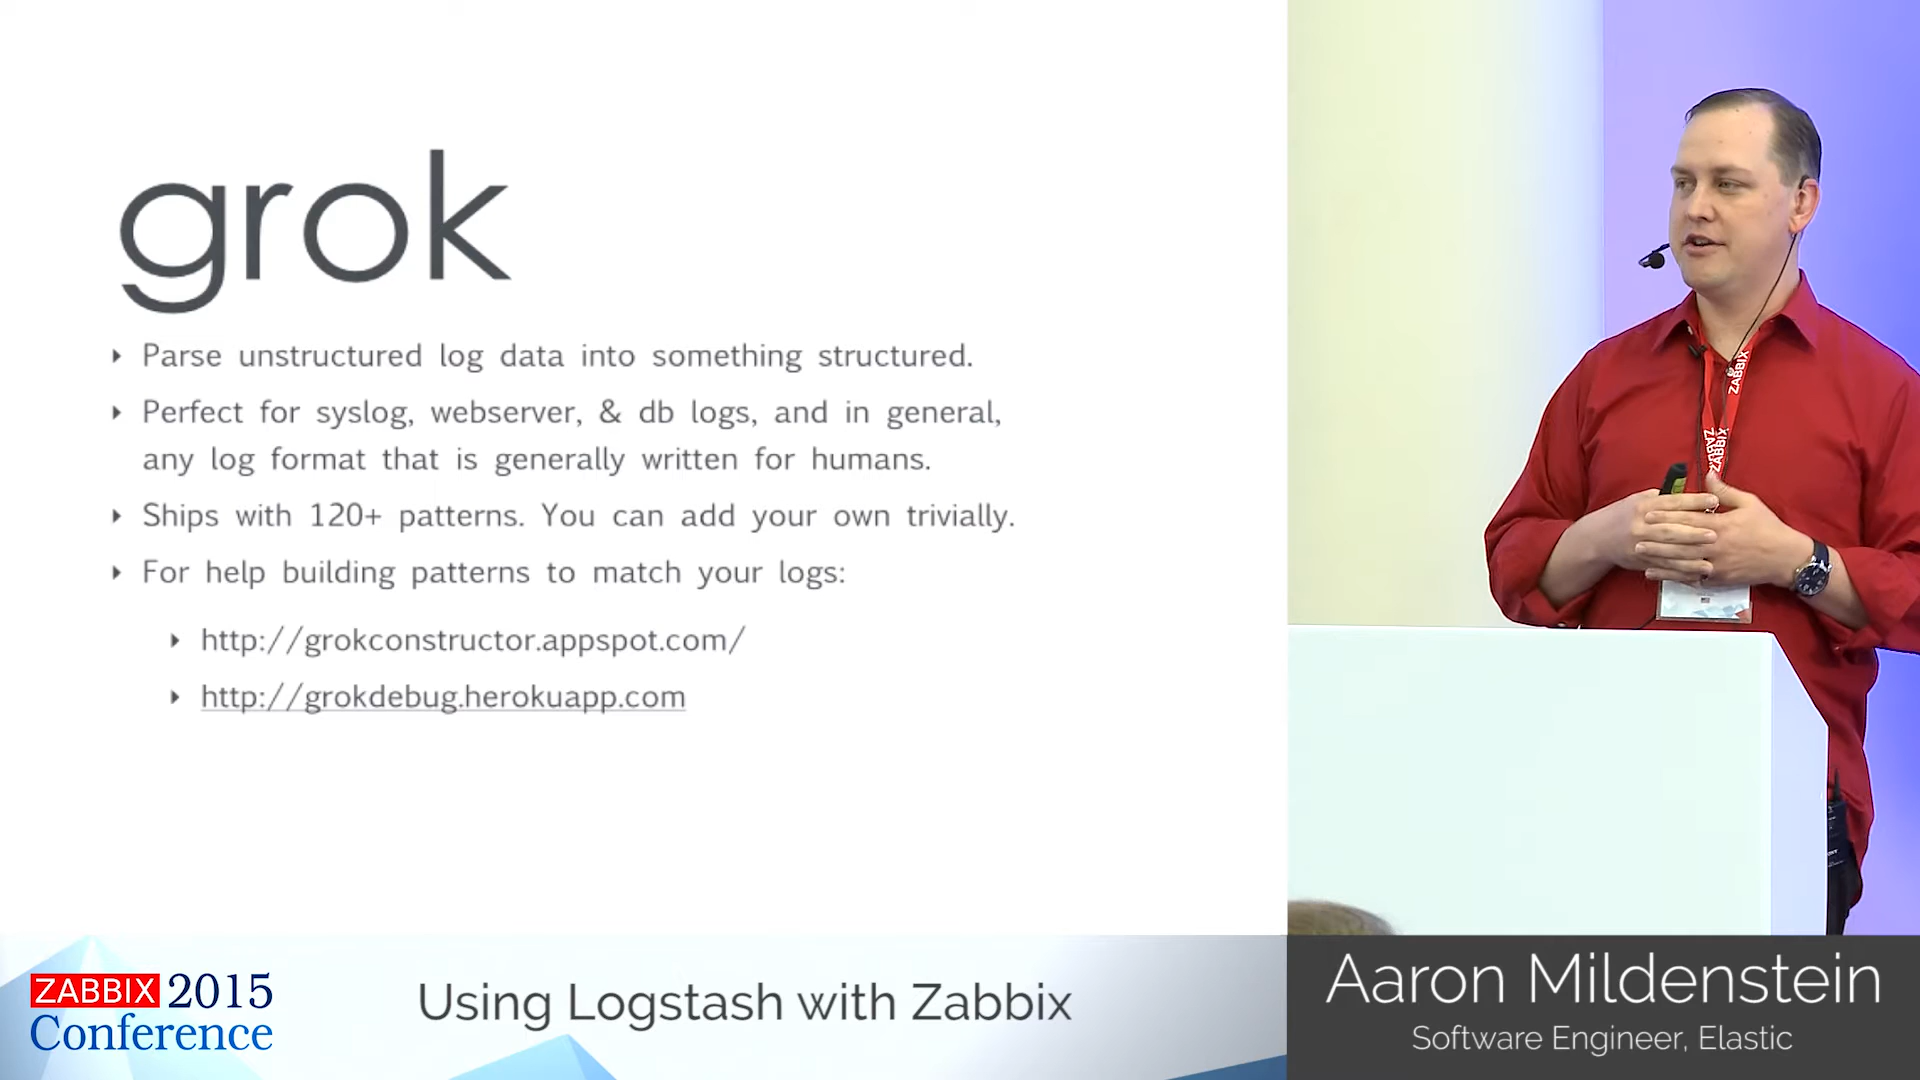 grok
Parse unstructured log data into something structured.
Perfect for syslog, webserver, & db logs, and in general,
any log format that is generally written for humans.
Ships with 120+ patterns. You can add your own trivially.
For help building patterns to match your logs:
http://grokconstructor.appspot.com/
http://grokdebug.herokuapp.com
ZABBIX
ZABBIX
ZABBIX 2015
Conference
Using Logstash with Zabbix
Aaron Mildenstein
Software Engineer, Elastic